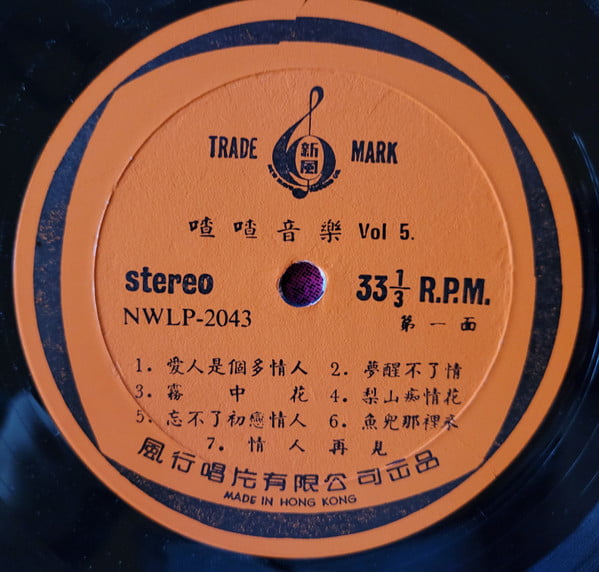 新風
TRADE MARK
喳喳音樂 Vol 5.
stereo 33 1/3 R.P.M.
NWLP-2043 第一面
1. 愛人是個多情人 2. 夢醒不了情
3. 霧中花 4. 梨山痴情花
5. 忘不了初戀情人 6. 魚兒那裡來
7. 情人再見
風行唱片有限公司出品
MADE IN HONG KONG